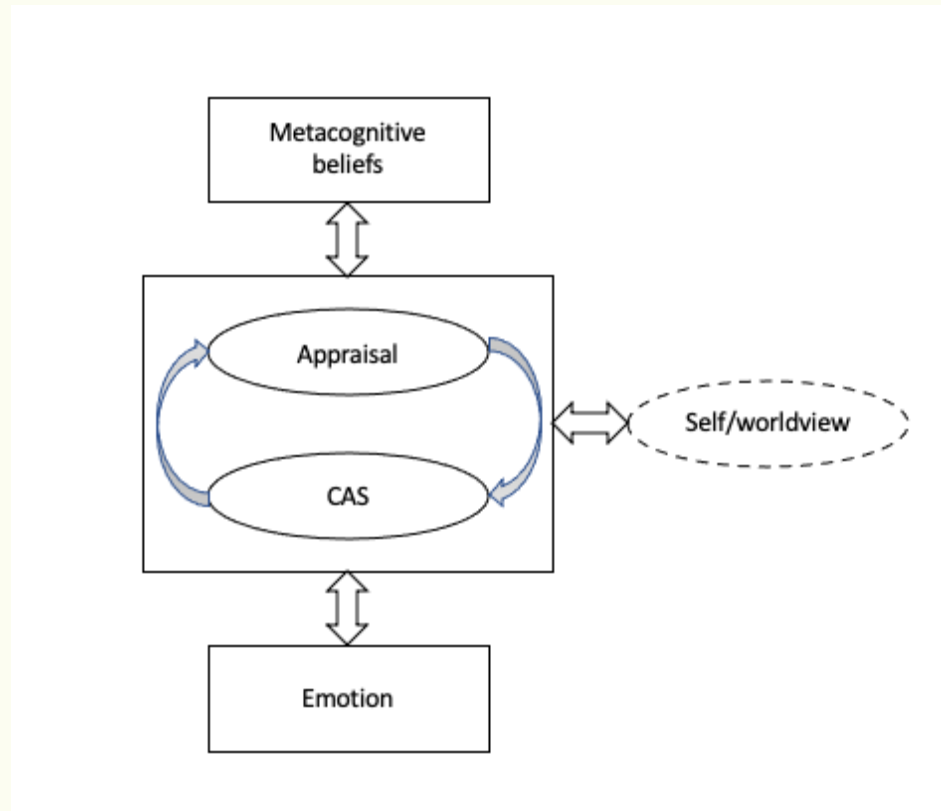 Metacognitive
beliefs
Appraisal
Self/worldview
CAS
Emotion